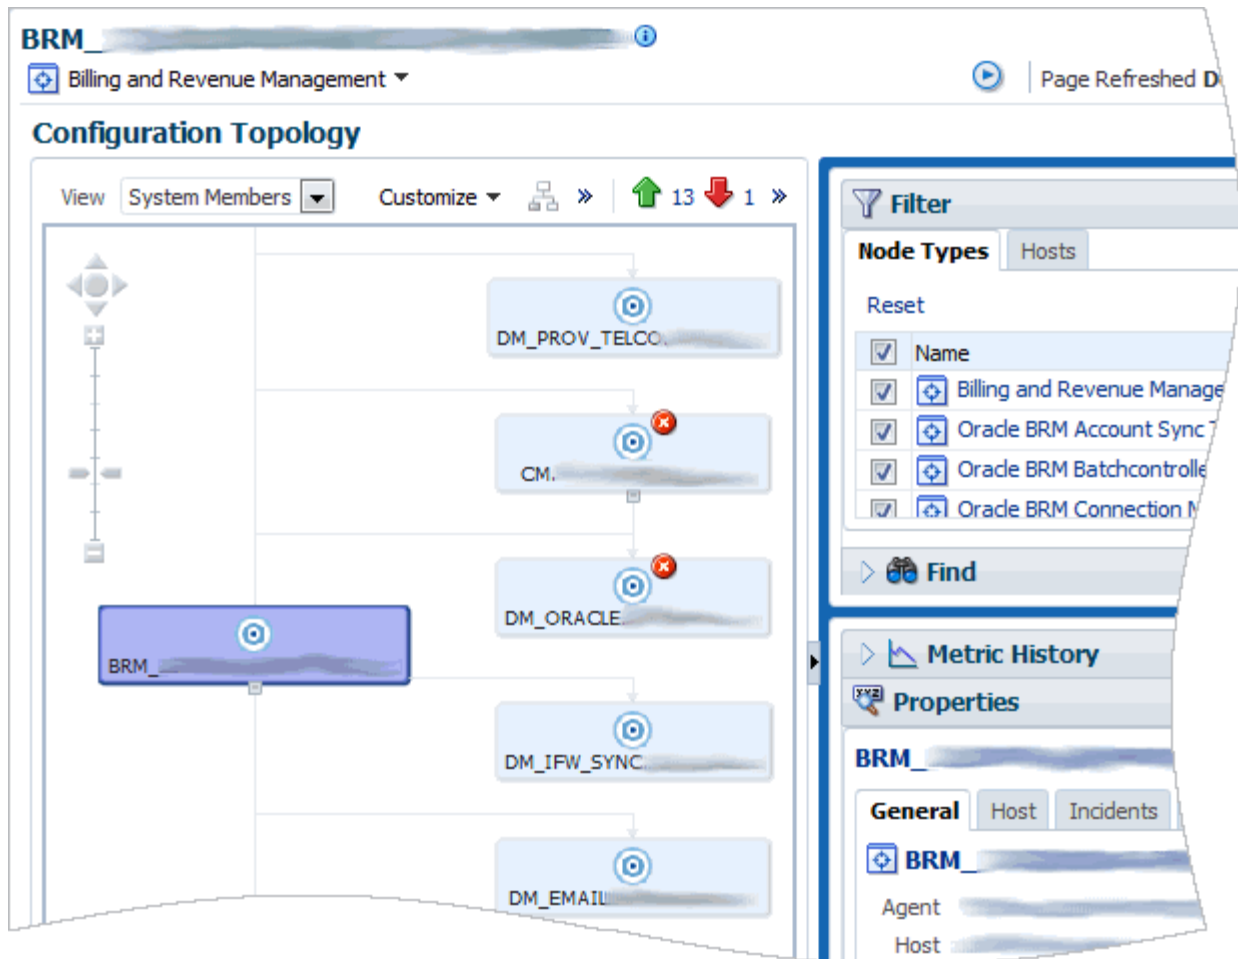 BRM_
Billing and Revenue Management
Page Refreshed
Configuration Topology
View System Members Customize » 13 1 »
Filter
Node Types Hosts
Reset
Name
Billing and Revenue Manage
Oracle BRM Account Sync
Oracle BRM Batchcontrolle
Oracle BRM Connection
Find
Metric History
Properties
BRM_
General Host Incidents
BRM_
Agent
Host
DM_PROV_TELCO.
CM.
DM_ORACLE.
BRM_
DM_IFW_SYNC.
DM_EMAIL